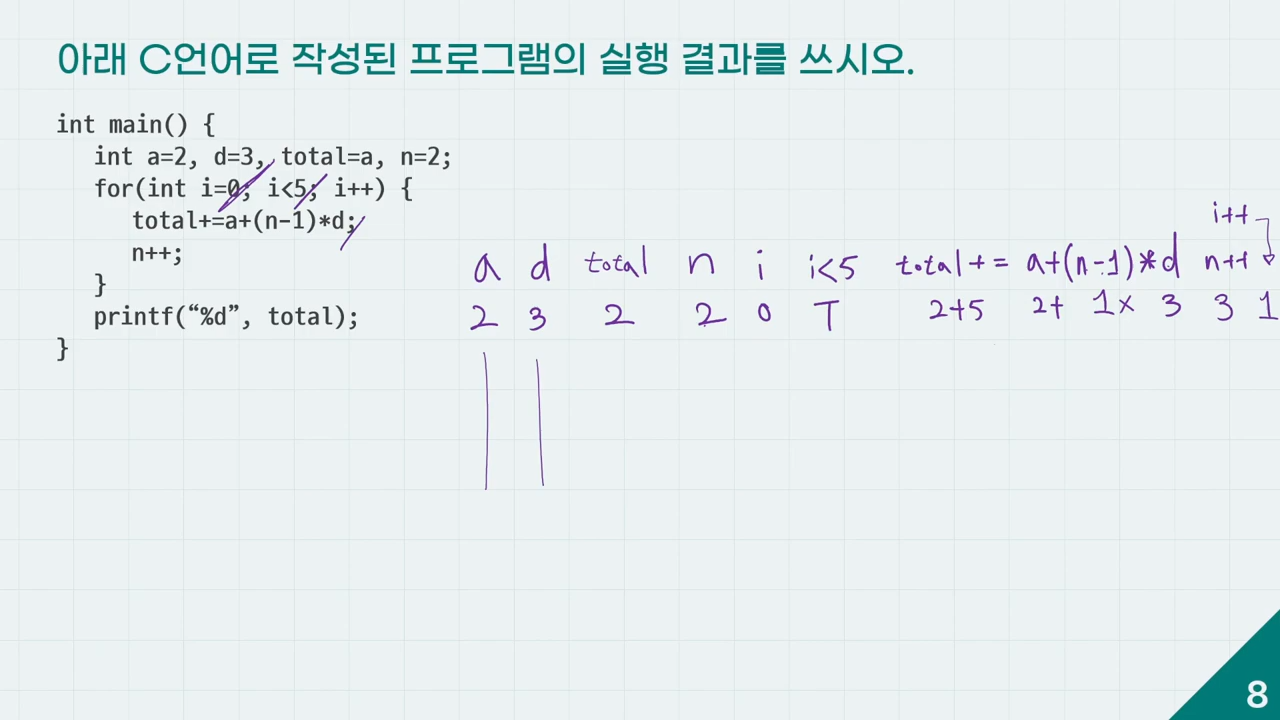 아래 C언어로 작성된 프로그램의 실행 결과를 쓰시오.
int main() {
int a=2, d=3, total=a, n=2;
for(int i=0; i<5; i++) {
total+=a+(n-1)*d;
n++;
}
printf(“%d”, total);
}
i++
a d total n i i<5 total += a+(n-1)*d n++
2 3 2 2 0 T 2+5 2+ 1× 3 3 1
8